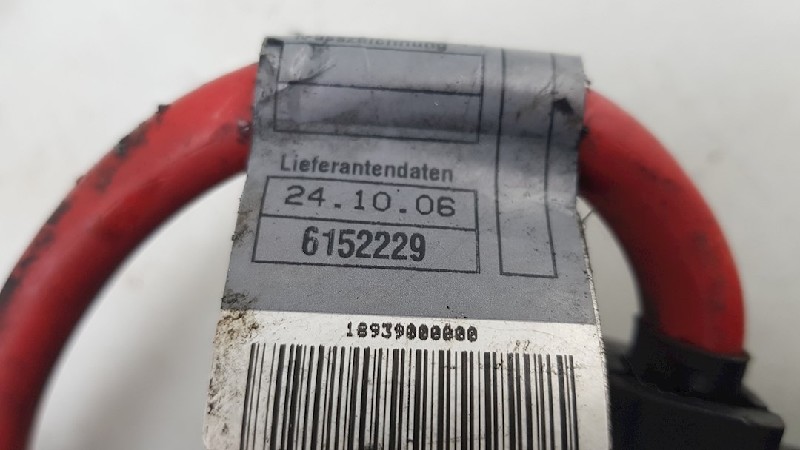 Lieferantendaten
24.10.06
6152229
18939000000